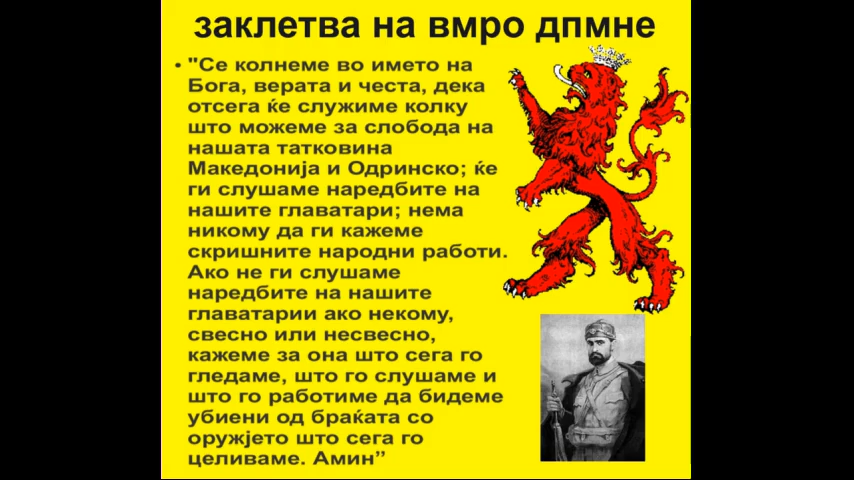 заклетва на вмро дпмне
• "Се колнеме во името на
Бога, верата и честа, дека
отсега ќе служиме колку
што можеме за слобода на
нашата татковина
Македонија и Одринско; ќе
ги слушаме наредбите на
нашите главатари; нема
никому да ги кажеме
скришните народни работи.
Ако не ги слушаме
наредбите на нашите
главатарии ако некому,
свесно или несвесно,
кажеме за она што сега го
гледаме, што го слушаме и
што го работиме да бидеме
убиени од браќата со
оружјето што сега го
целиваме. Амин”